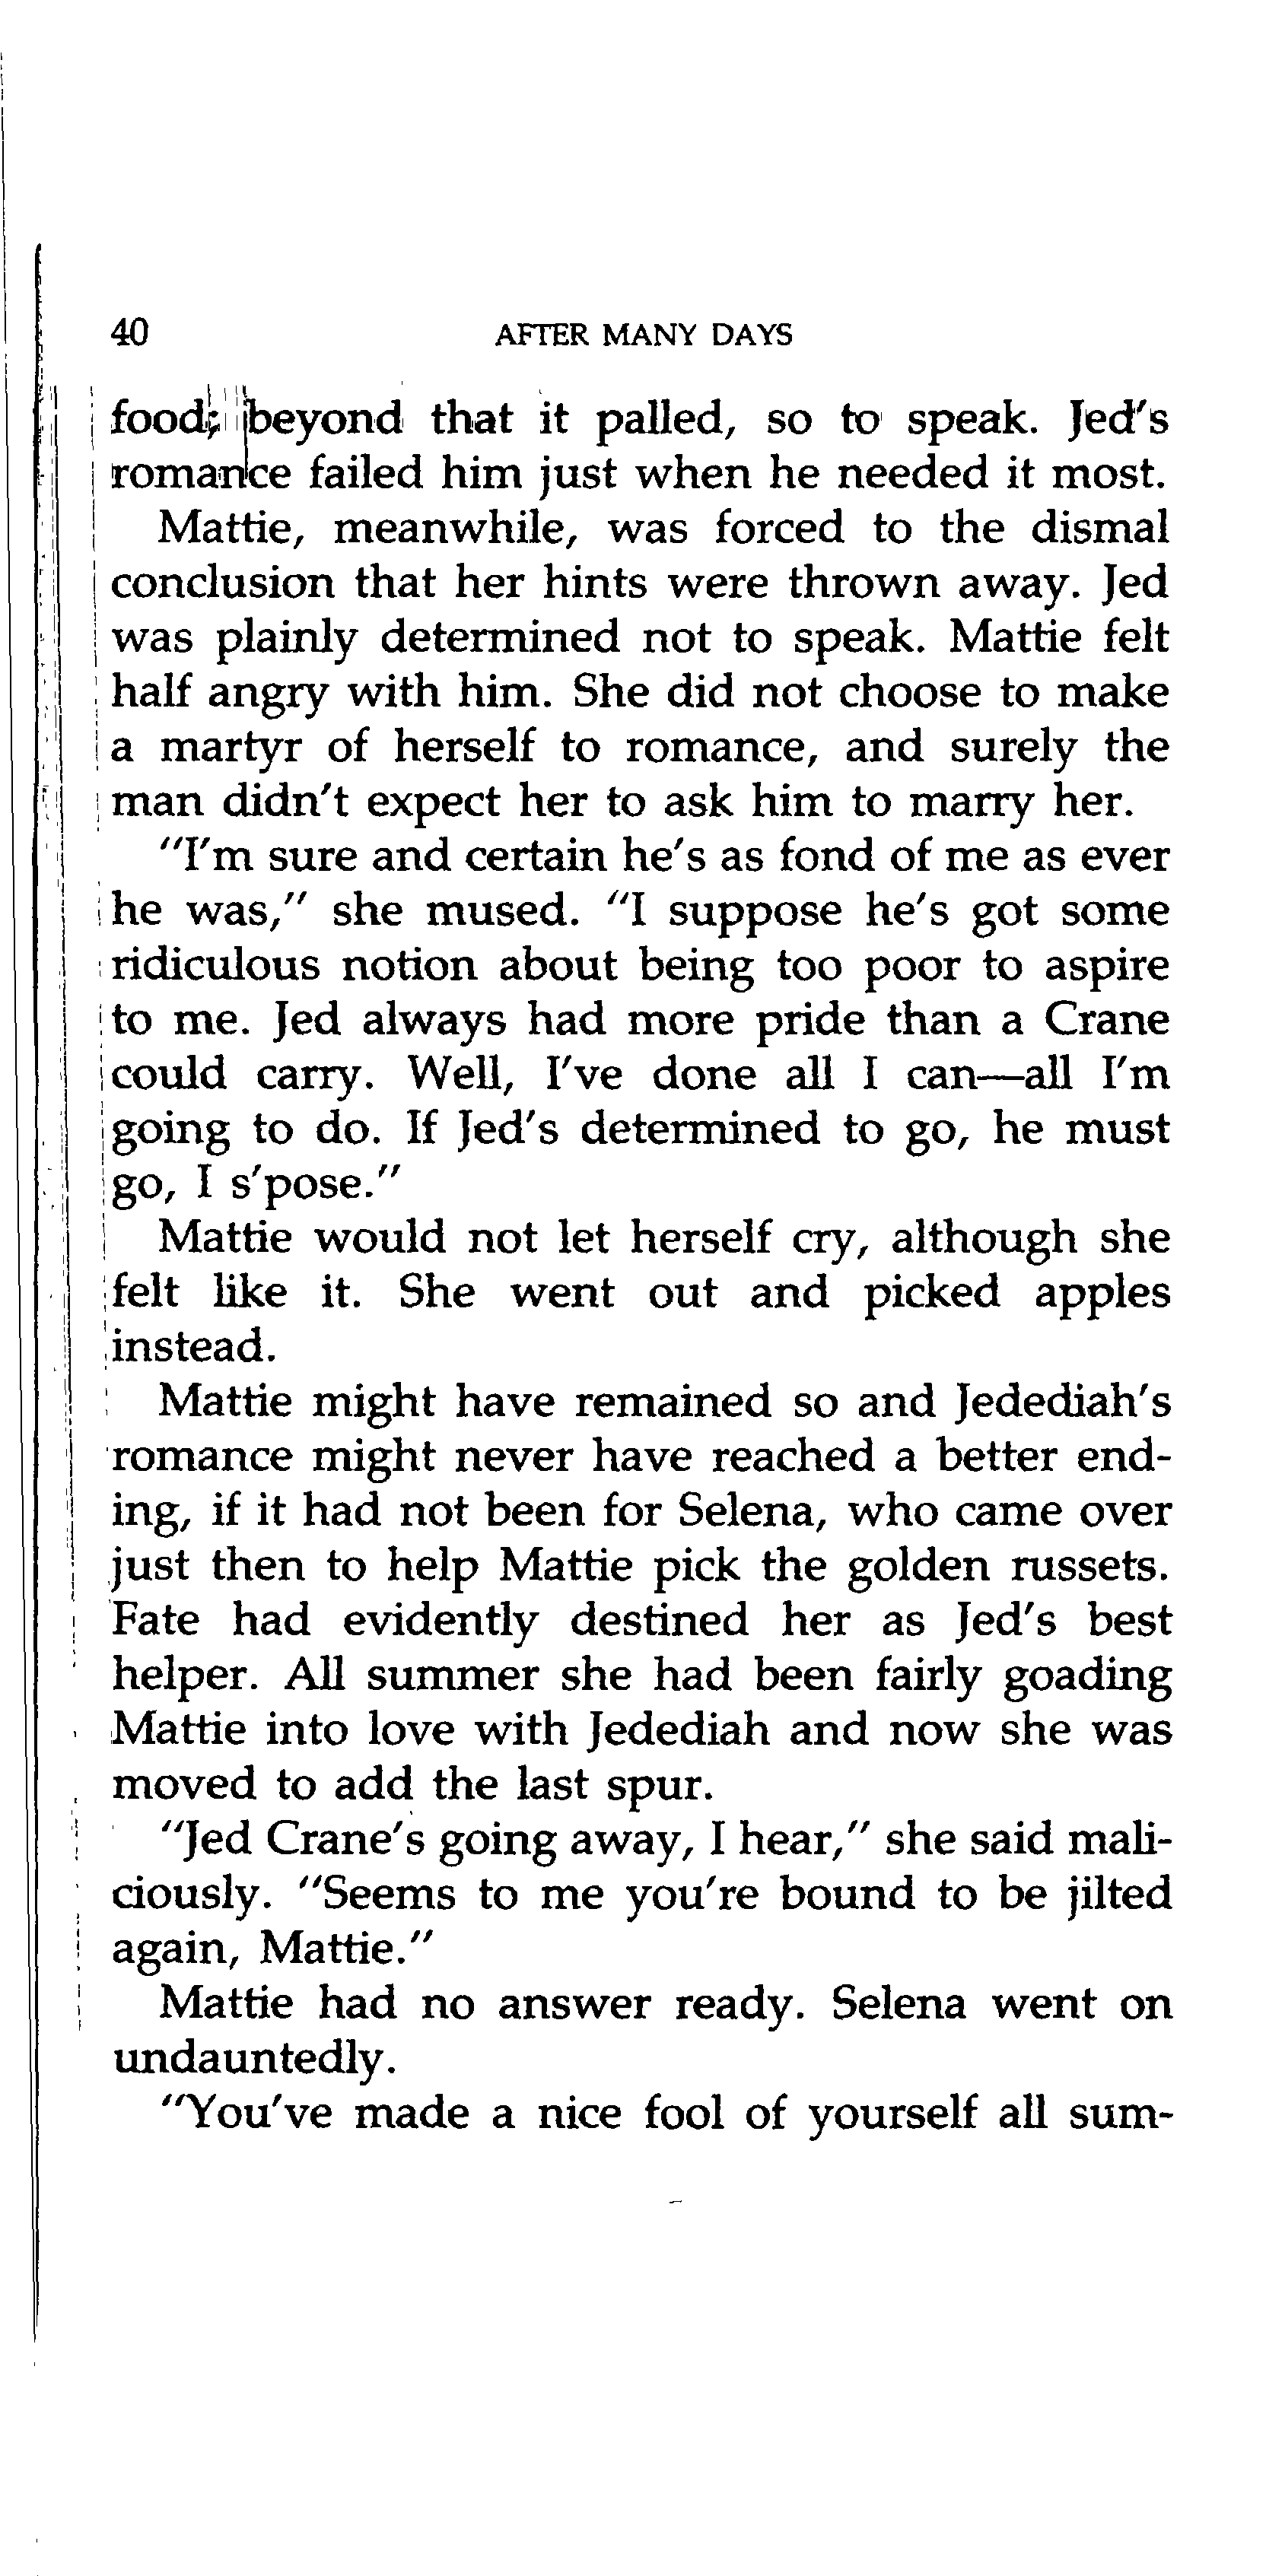 40 AFTER MANY DAYS
food; beyond that it palled, so to speak. Jed's
romance failed him just when he needed it most.
Mattie, meanwhile, was forced to the dismal
conclusion that her hints were thrown away. Jed
was plainly determined not to speak. Mattie felt
half angry with him. She did not choose to make
a martyr of herself to romance, and surely the
man didn't expect her to ask him to marry her.
"I'm sure and certain he's as fond of me as ever
he was," she mused. "I suppose he's got some
ridiculous notion about being too poor to aspire
to me. Jed always had more pride than a Crane
could carry. Well, I've done all I can—all I'm
going to do. If Jed's determined to go, he must
go, I s'pose."
Mattie would not let herself cry, although she
felt like it. She went out and picked apples
instead.
Mattie might have remained so and Jedediah's
romance might never have reached a better end-
ing, if it had not been for Selena, who came over
just then to help Mattie pick the golden russets.
Fate had evidently destined her as Jed's best
helper. All summer she had been fairly goading
Mattie into love with Jedediah and now she was
moved to add the last spur.
"Jed Crane's going away, I hear," she said mali-
ciously. "Seems to me you're bound to be jilted
again, Mattie."
Mattie had no answer ready. Selena went on
undauntedly.
"You've made a nice fool of yourself all sum-